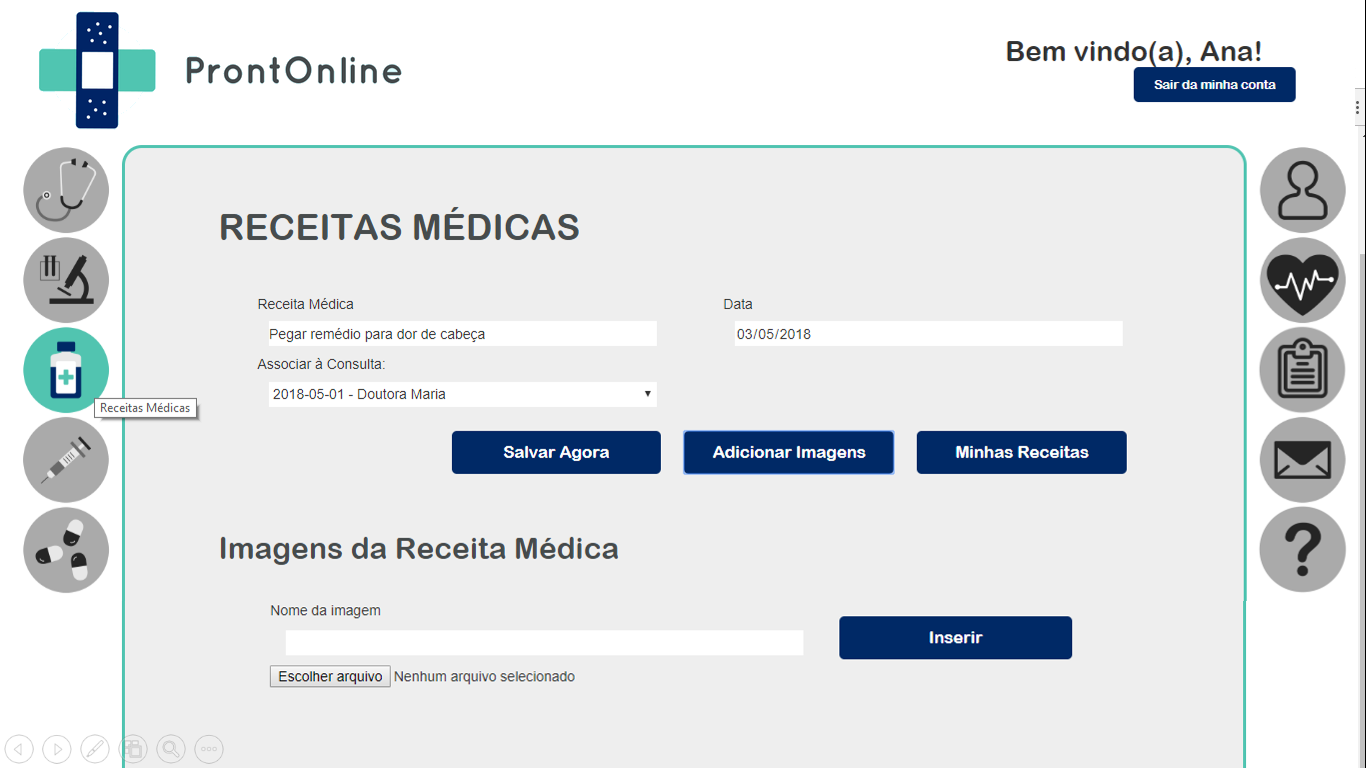 ProntOnline
Bem vindo(a), Ana!
Sair da minha conta
RECEITAS MÉDICAS
Receita Médica
Data
Pegar remédio para dor de cabeça
03/05/2018
Associar à Consulta:
2018-05-01 - Doutora Maria
Receitas Médicas
Salvar Agora
Adicionar Imagens
Minhas Receitas
Imagens da Receita Médica
Nome da imagem
Inserir
Escolher arquivo Nenhum arquivo selecionado